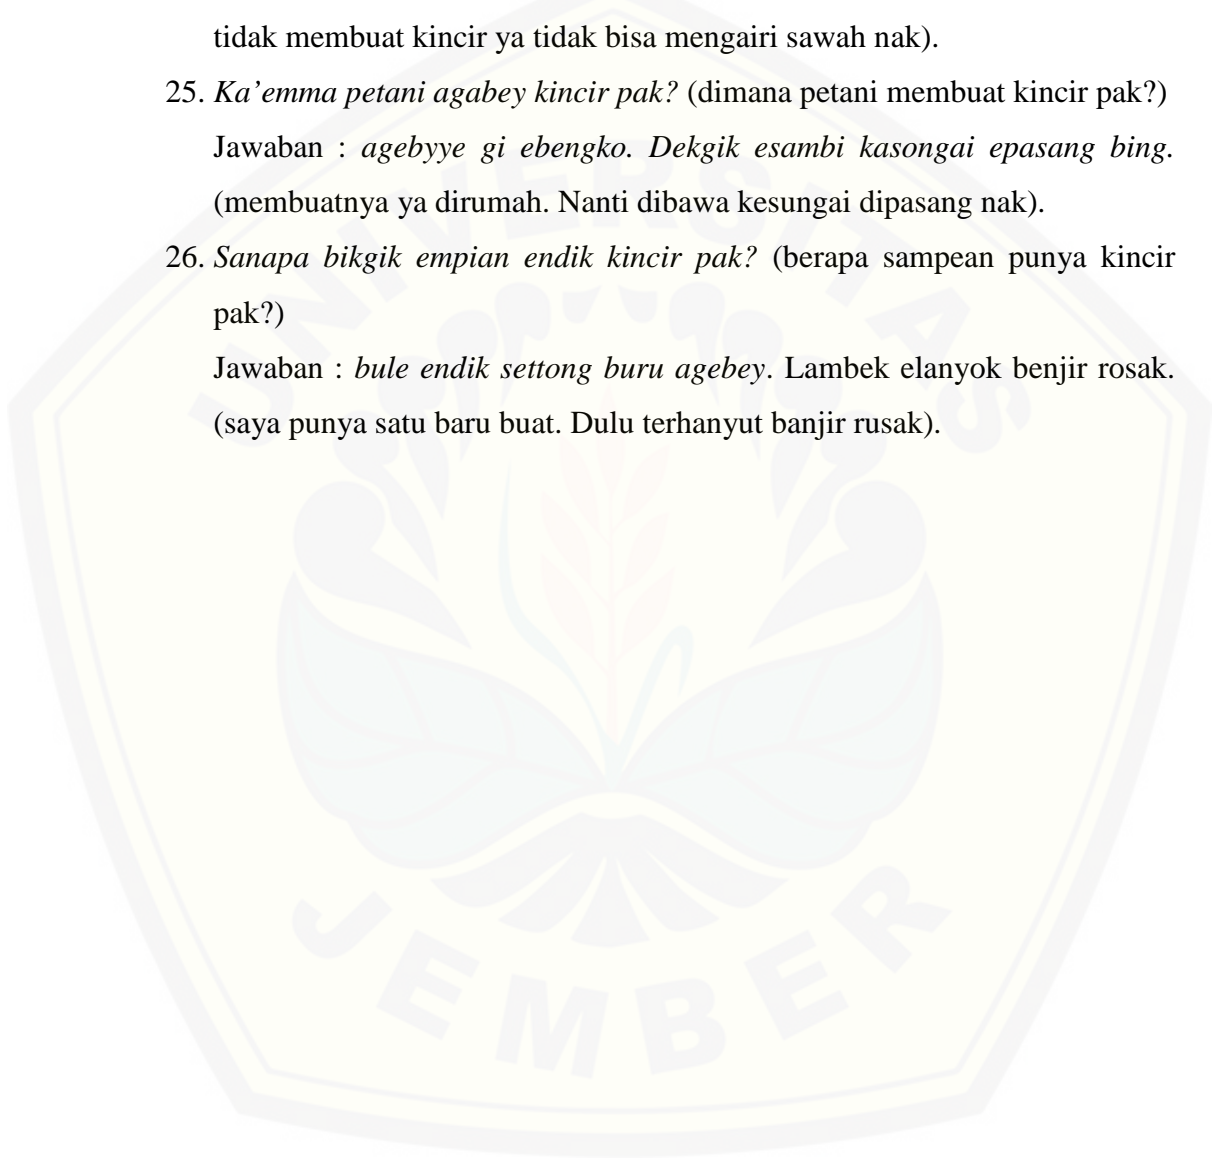 tidak membuat kincir ya tidak bisa mengairi sawah nak).
25. Ka’emma petani agabey kincir pak? (dimana petani membuat kincir pak?)
Jawaban : agebyye gi ebengko. Dekgik esambi kasongai epasang bing.
(membuatnya ya dirumah. Nanti dibawa kesungai dipasang nak).
26. Sanapa bikgik empian endik kincir pak? (berapa sampean punya kincir
pak?)
Jawaban : bule endik settong buru agebey. Lambek elanyok benjir rosak.
(saya punya satu baru buat. Dulu terhanyut banjir rusak).
UNIVERSITAS
JEMBER